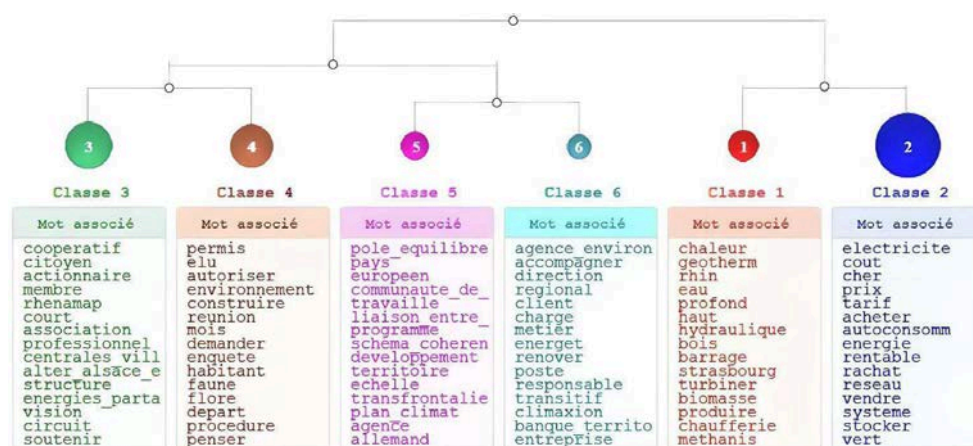 3 4 5 6 1 2
Classe 3 Classe 4 Classe 5 Classe 6 Classe 1 Classe 2
Mot associé Mot associé Mot associé Mot associé Mot associé Mot associé
cooperatif permis pole_equilibre agence_environ chaleur electricite
citoyen elu pays accompagner geotherm cout
actionnaire autoriser europeen direction rhin cher
membre environnement communaute_de_ regional eau prix
rhenamap construire travaille client profond tarif
court reunion liaison_entre_ charge haut acheter
association mois programme metier hydraulique autoconsomm
professionnel demander schema_coheren energet bois energie
centrales_vill enquete developpement renover barrage rentable
alter_alsace_e habitant territoire poste strasbourg rachat
structure faune echelle responsable turbiner reseau
energies_parta flore transfrontalie transitif biomasse vendre
vision depart plan_climat climaxion produire systeme
circuit procedure agence banque_territo chaufferie stocker
soutenir penser allemand entreprise methanis vert